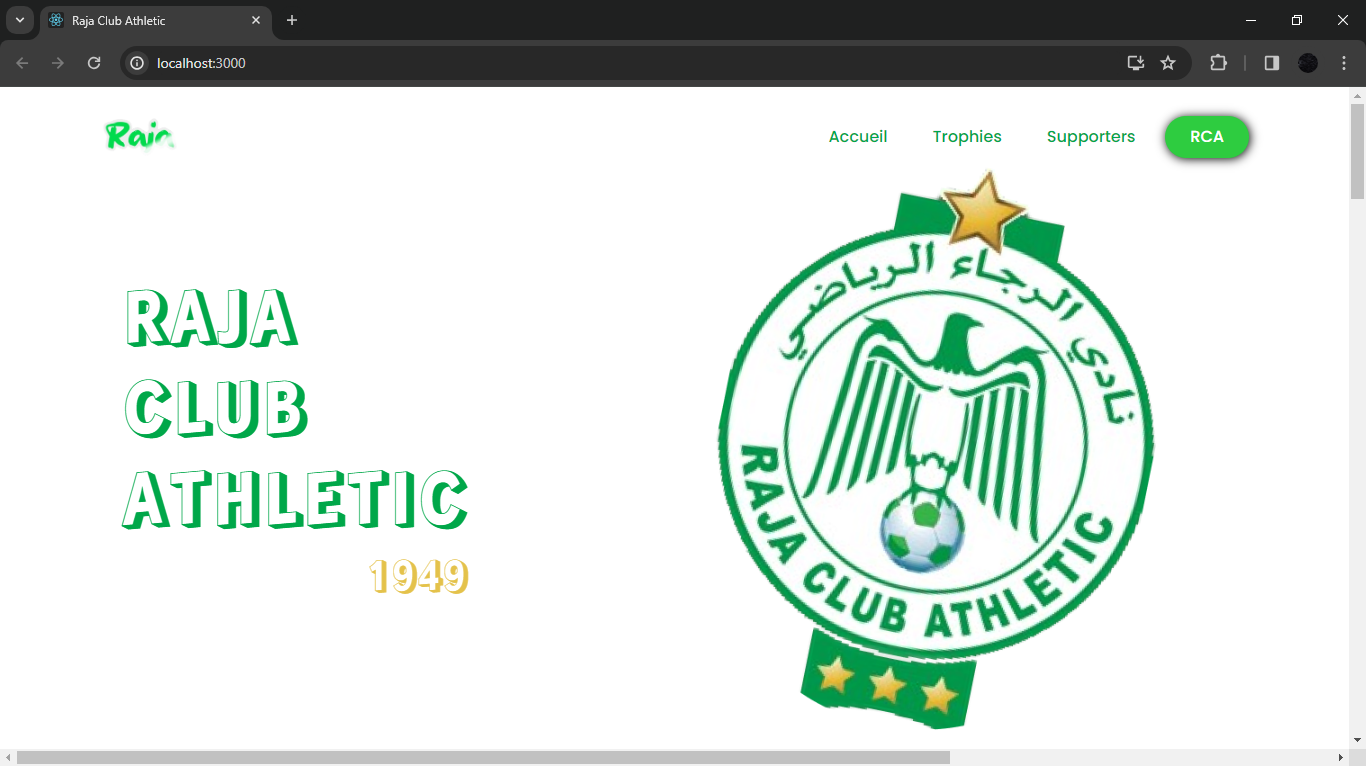 Raja Club Athletic
localhost:3000
Raja
Accueil
Trophies
Supporters
RCA
RAJA
CLUB
ATHLETIC
1949
نادي الرجاء الرياضي
RAJA CLUB ATHLETIC